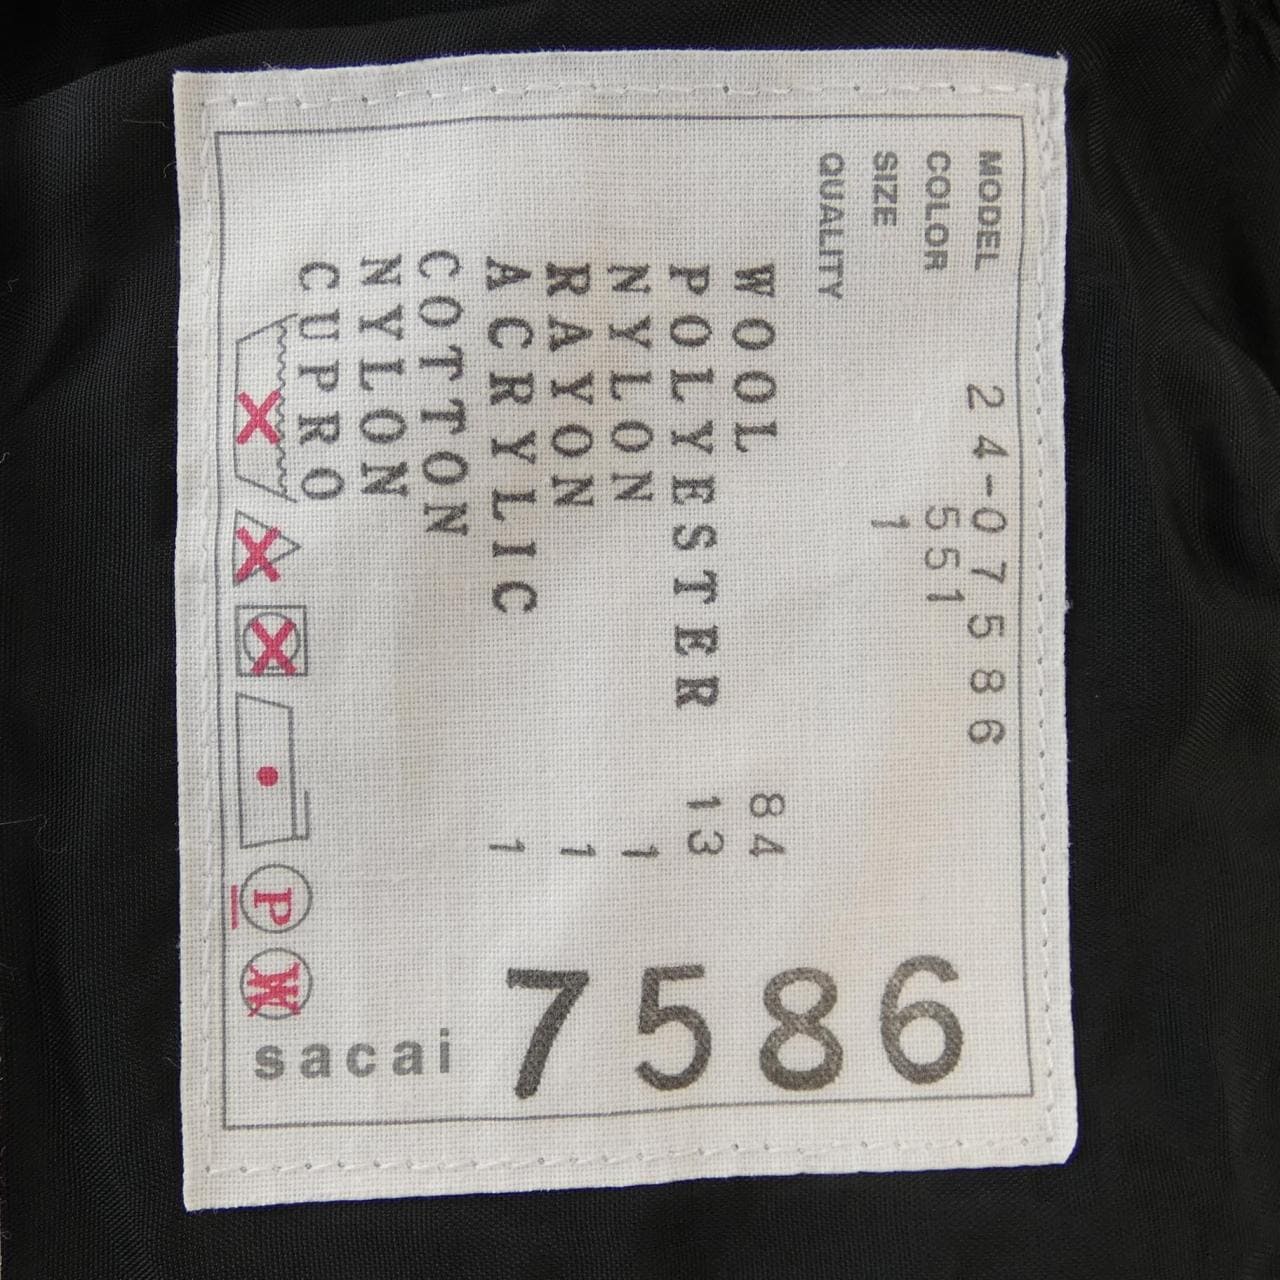 MODEL 24-07586
COLOR 551
SIZE 1
QUALITY
WOOL 84
POLYESTER 13
NYLON 1
RAYON 1
ACRYLIC 1
COTTON
NYLON
CUPRO
P W
sacai
7586